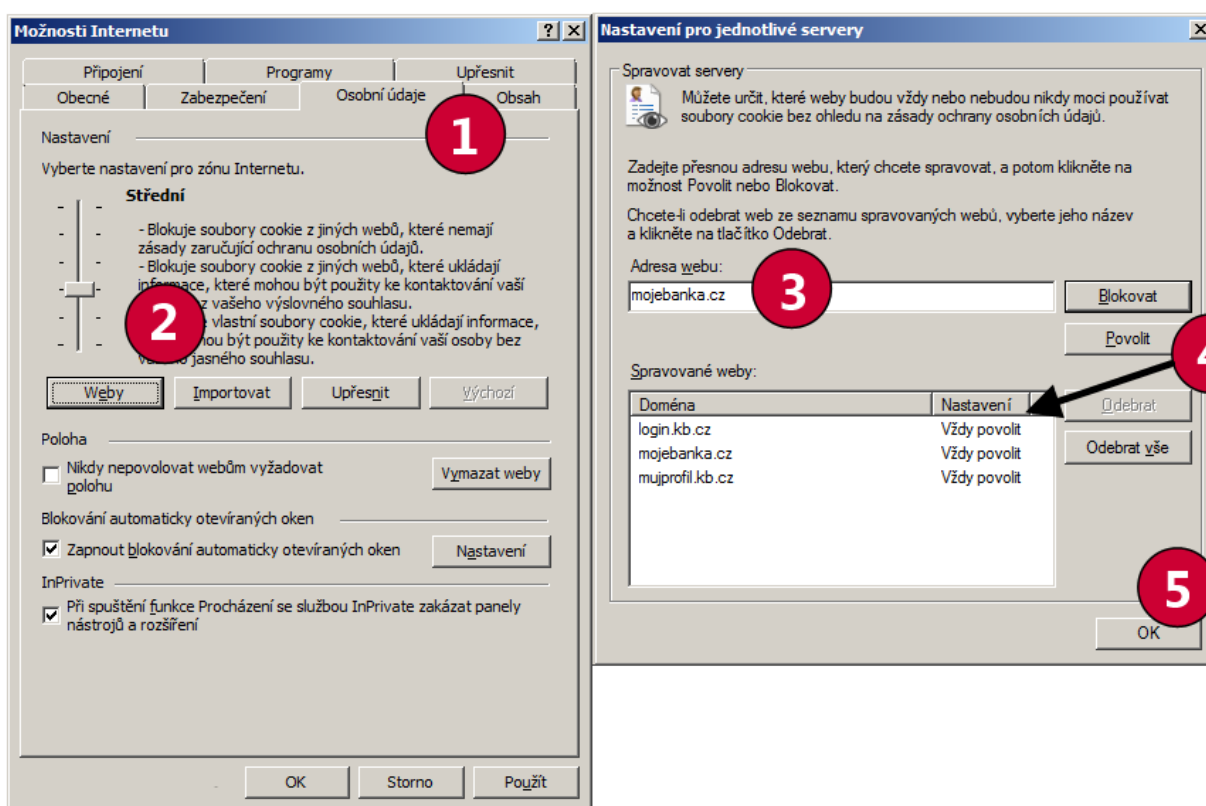 Možnosti Internetu
Připojení
Programy
Upřesnit
Obecné
Zabezpečení
Osobní údaje
Obsah
1
Nastavení
Vyberte nastavení pro zónu Internetu.
Střední
- Blokuje soubory cookie z jiných webů, které nemají
zásady zaručující ochranu osobních údajů.
- Blokuje soubory cookie z jiných webů, které ukládají
informace, které mohou být použity ke kontaktování vaší
z vašeho výslovného souhlasu.
vlastní soubory cookie, které ukládají informace,
být použity ke kontaktování vaší osoby bez
jasného souhlasu.
2
Weby
Importovat
Upřesnit
Výchozí
Poloha
Nikdy nepovolovat webům vyžadovat
polohu
Vymazat weby
Blokování automaticky otevíraných oken
Zapnout blokování automaticky otevíraných oken
Nastavení
InPrivate
Při spuštění funkce Procházení se službou InPrivate zakázat panely
nástrojů a rozšíření
OK
Storno
Použít
Nastavení pro jednotlivé servery
Spravovat servery
Můžete určit, které weby budou vždy nebo nebudou nikdy moci používat
soubory cookie bez ohledu na zásady ochrany osobních údajů.
Zadejte přesnou adresu webu, který chcete spravovat, a potom klikněte na
možnost Povolit nebo Blokovat.
Chcete-li odebrat web ze seznamu spravovaných webů, vyberte jeho název
a klikněte na tlačítko Odebrat.
Adresa webu:
mojebanka.cz
3
Blokovat
Povolit
4
Spravované weby:
Doména
Nastavení
Odebrat
login.kb.cz
Vždy povolit
mojebanka.cz
Vždy povolit
Odebrat vše
mujprofil.kb.cz
Vždy povolit
5
OK